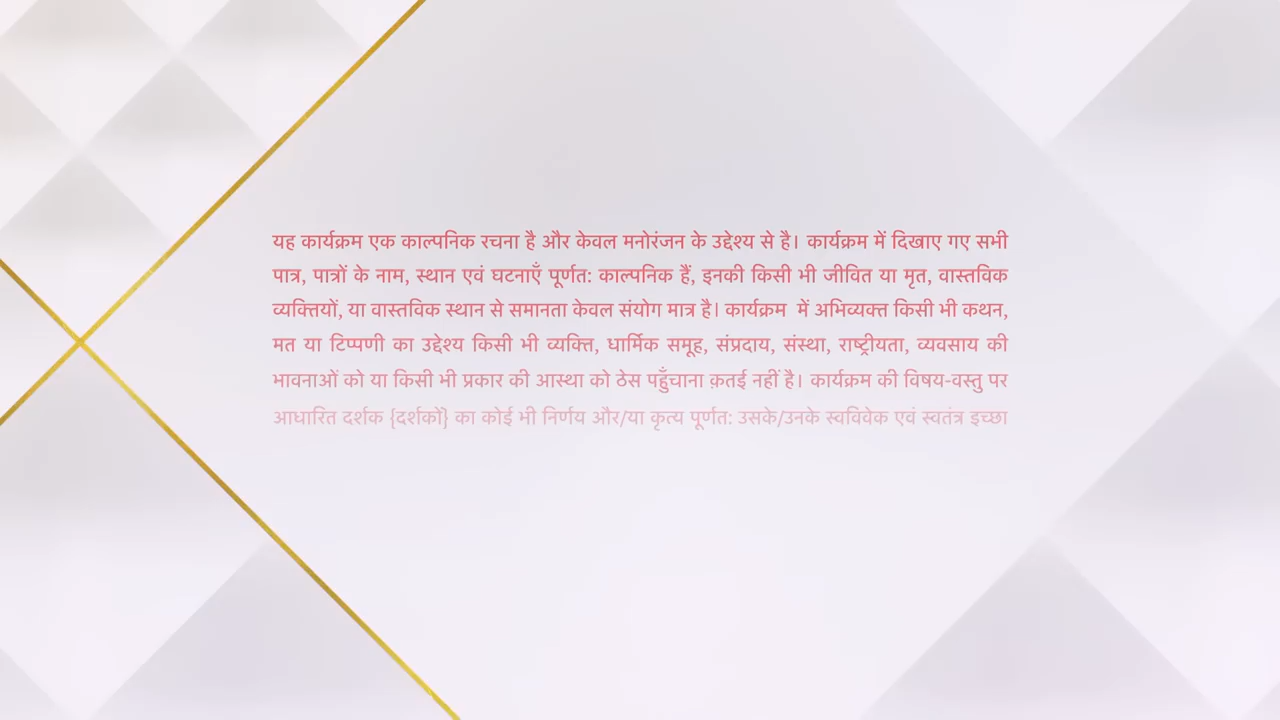 यह कार्यक्रम एक काल्पनिक रचना है और केवल मनोरंजन के उद्देश्य से है। कार्यक्रम में दिखाए गए सभी
पात्र, पात्रों के नाम, स्थान एवं घटनाएँ पूर्णत: काल्पनिक हैं, इनकी किसी भी जीवित या मृत, वास्तविक
व्यक्तियों, या वास्तविक स्थान से समानता केवल संयोग मात्र है। कार्यक्रम में अभिव्यक्त किसी भी कथन,
मत या टिप्पणी का उद्देश्य किसी भी व्यक्ति, धार्मिक समूह, संप्रदाय, संस्था, राष्ट्रीयता, व्यवसाय की
भावनाओं को या किसी भी प्रकार की आस्था को ठेस पहुँचाना क़तई नहीं है। कार्यक्रम की विषय-वस्तु पर
आधारित दर्शक {दर्शकों} का कोई भी निर्णय और/या कृत्य पूर्णत: उसके/उनके स्वविवेक एवं स्वतंत्र इच्छा